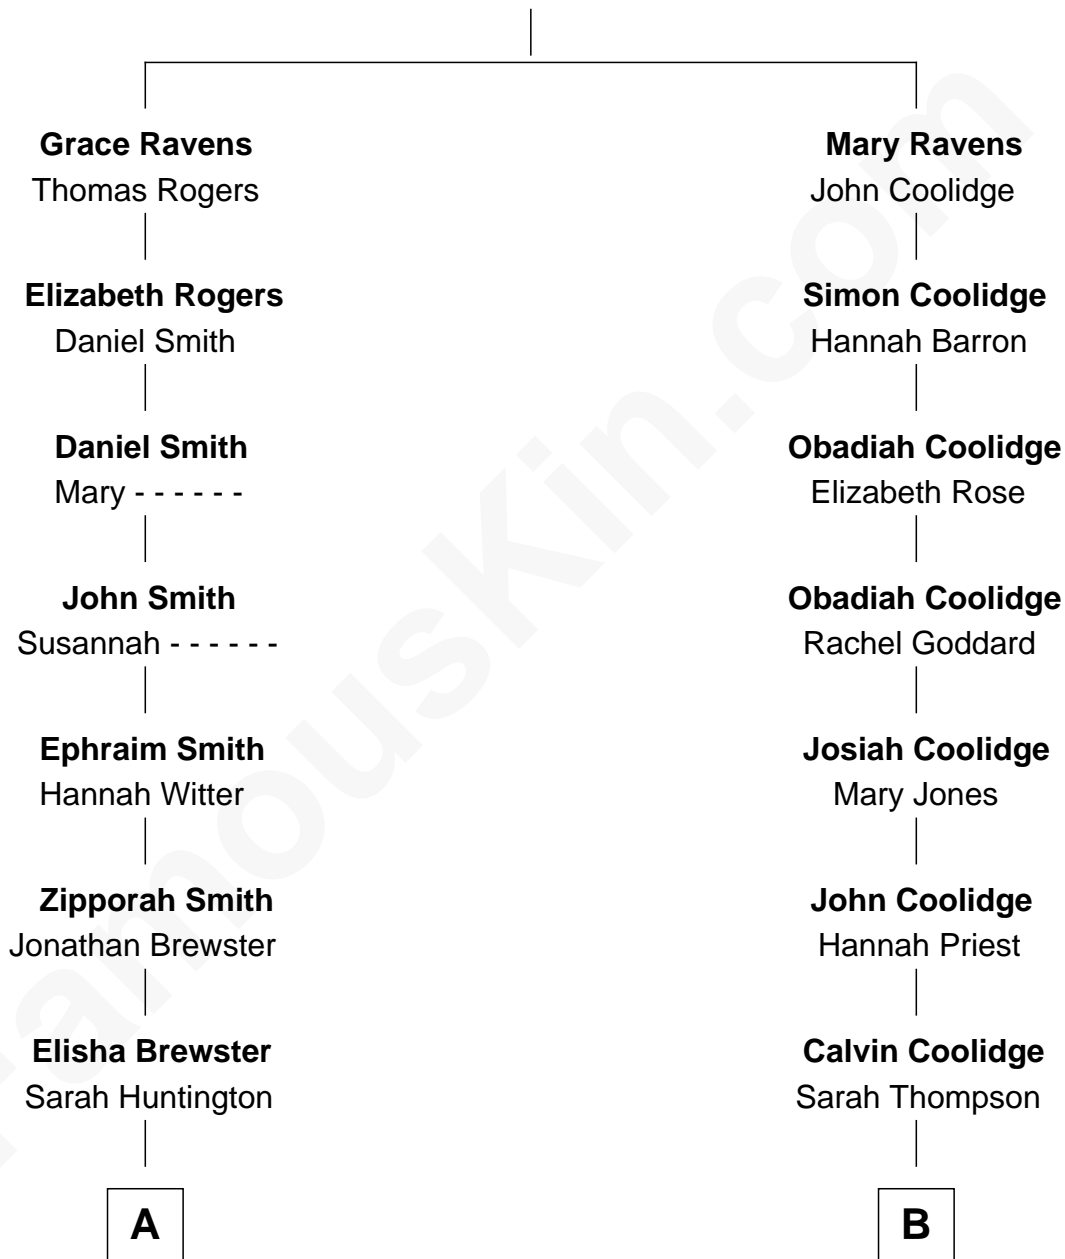 Grace Ravens
Thomas Rogers
Mary Ravens
John Coolidge
Elizabeth Rogers
Daniel Smith
Simon Coolidge
Hannah Barron
Daniel Smith
Mary - - - - - -
Obadiah Coolidge
Elizabeth Rose
John Smith
Susannah - - - - - -
Obadiah Coolidge
Rachel Goddard
Ephraim Smith
Hannah Witter
Josiah Coolidge
Mary Jones
Zipporah Smith
Jonathan Brewster
John Coolidge
Hannah Priest
Elisha Brewster
Sarah Huntington
Calvin Coolidge
Sarah Thompson
A
B
FamousKin.com